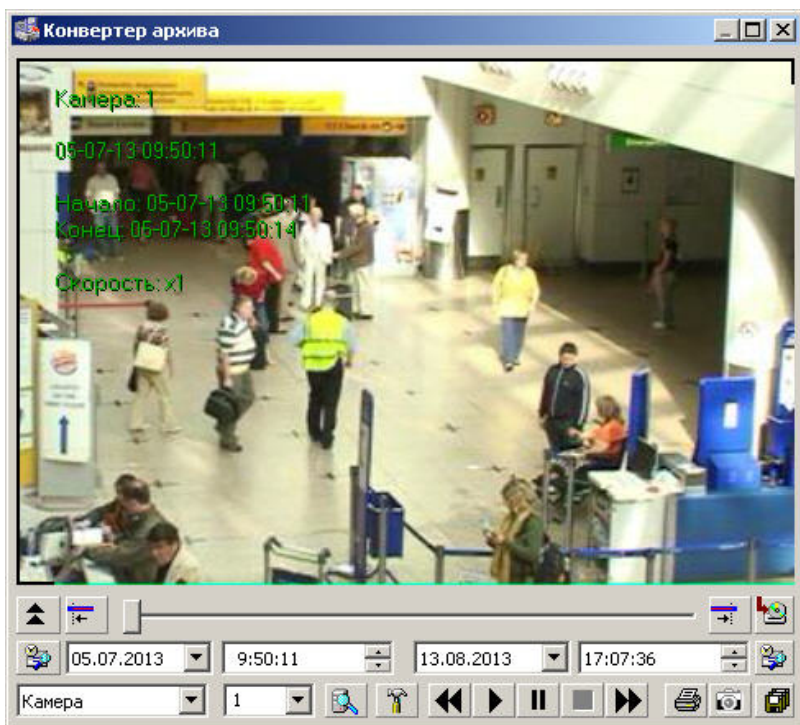 Конвертер архива
Камера: 1
05-07-13 09:50:11
Начало: 05-07-13 09:50:11
Конец: 05-07-13 09:50:14
Скорость: x1
05.07.2013 9:50:11 13.08.2013 17:07:36
Камера 1